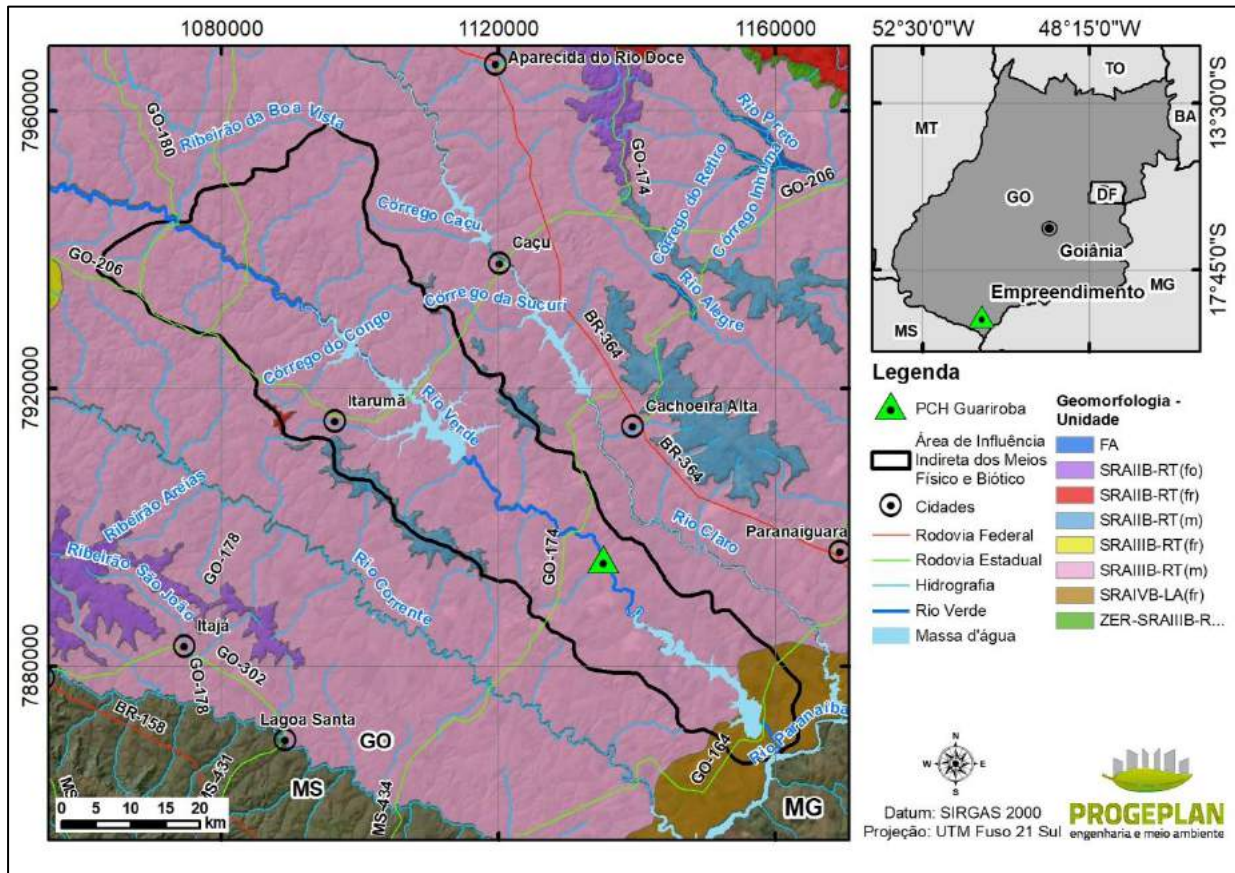 1080000
1120000
1160000
7960000
7920000
7880000
Aparecida do Rio Doce
GO-180
Ribeirão da Boa Vista
GO-174
Rio Preto
Córrego do Retiro
Córrego Inhumas
GO-206
Córrego Caçu
Caçu
GO-206
Córrego da Sucuri
Rio Alegre
BR-364
Córrego do Congo
Itarumã
Rio Verde
Cachoeira Alta
BR-364
Ribeirão Areias
GO-178
Ribeirão São João
Rio Claro
Paranaiguara
GO-174
Rio Corrente
Itajá
GO-302
GO-178
BR-158
Lagoa Santa
GO
GO-164
Rio Paranaíba
MS-431
MS
MS-434
MG
0 5 10 15 20
km
52°30'0"W
48°15'0"W
13°30'0"S
17°45'0"S
TO
BA
MT
GO
DF
Goiânia
Empreendimento
MG
MS
Legenda
PCH Guariroba
Área de Influência
Indireta dos Meios
Físico e Biótico
Cidades
Rodovia Federal
Rodovia Estadual
Hidrografia
Rio Verde
Massa d'água
Geomorfologia -
Unidade
FA
SRAIIB-RT(fo)
SRAIIB-RT(fr)
SRAIIB-RT(m)
SRAIIIB-RT(fr)
SRAIIIB-RT(m)
SRAIVB-LA(fr)
ZER-SRAIIIB-R...
N
W E
S
Datum: SIRGAS 2000
Projeção: UTM Fuso 21 Sul
PROGEPLAN
engenharia e meio ambiente